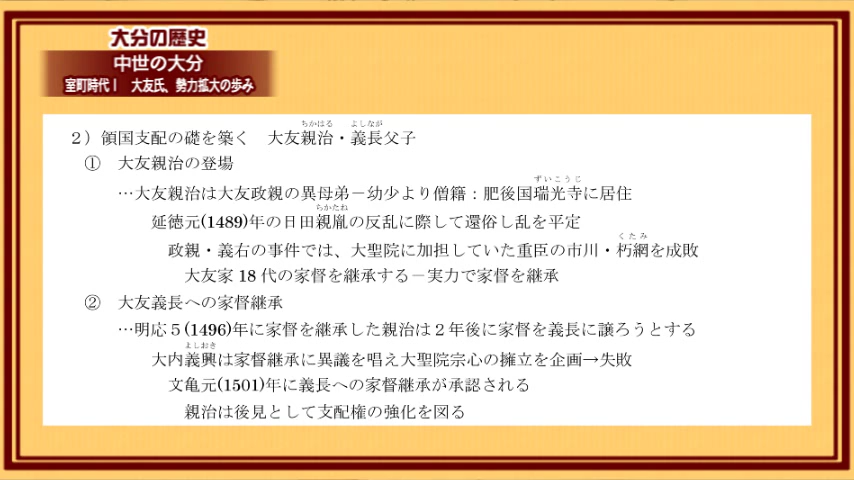 大分の歴史
中世の大分
室町時代Ⅰ 大友氏、勢力拡大の歩み
ちかはる よしなが
２）領国支配の礎を築く 大友親治・義長父子
① 大友親治の登場
ずいこうじ
…大友親治は大友政親の異母弟－幼少より僧籍：肥後国瑞光寺に居住
ちかたね
延徳元(1489)年の日田親胤の反乱に際して還俗し乱を平定
くたみ
政親・義右の事件では、大聖院に加担していた重臣の市川・朽網を成敗
大友家 18 代の家督を継承する－実力で家督を継承
② 大友義長への家督継承
…明応５(1496)年に家督を継承した親治は２年後に家督を義長に譲ろうとする
よしおき
大内義興は家督継承に異議を唱え大聖院宗心の擁立を企画→失敗
文亀元(1501)年に義長への家督継承が承認される
親治は後見として支配権の強化を図る